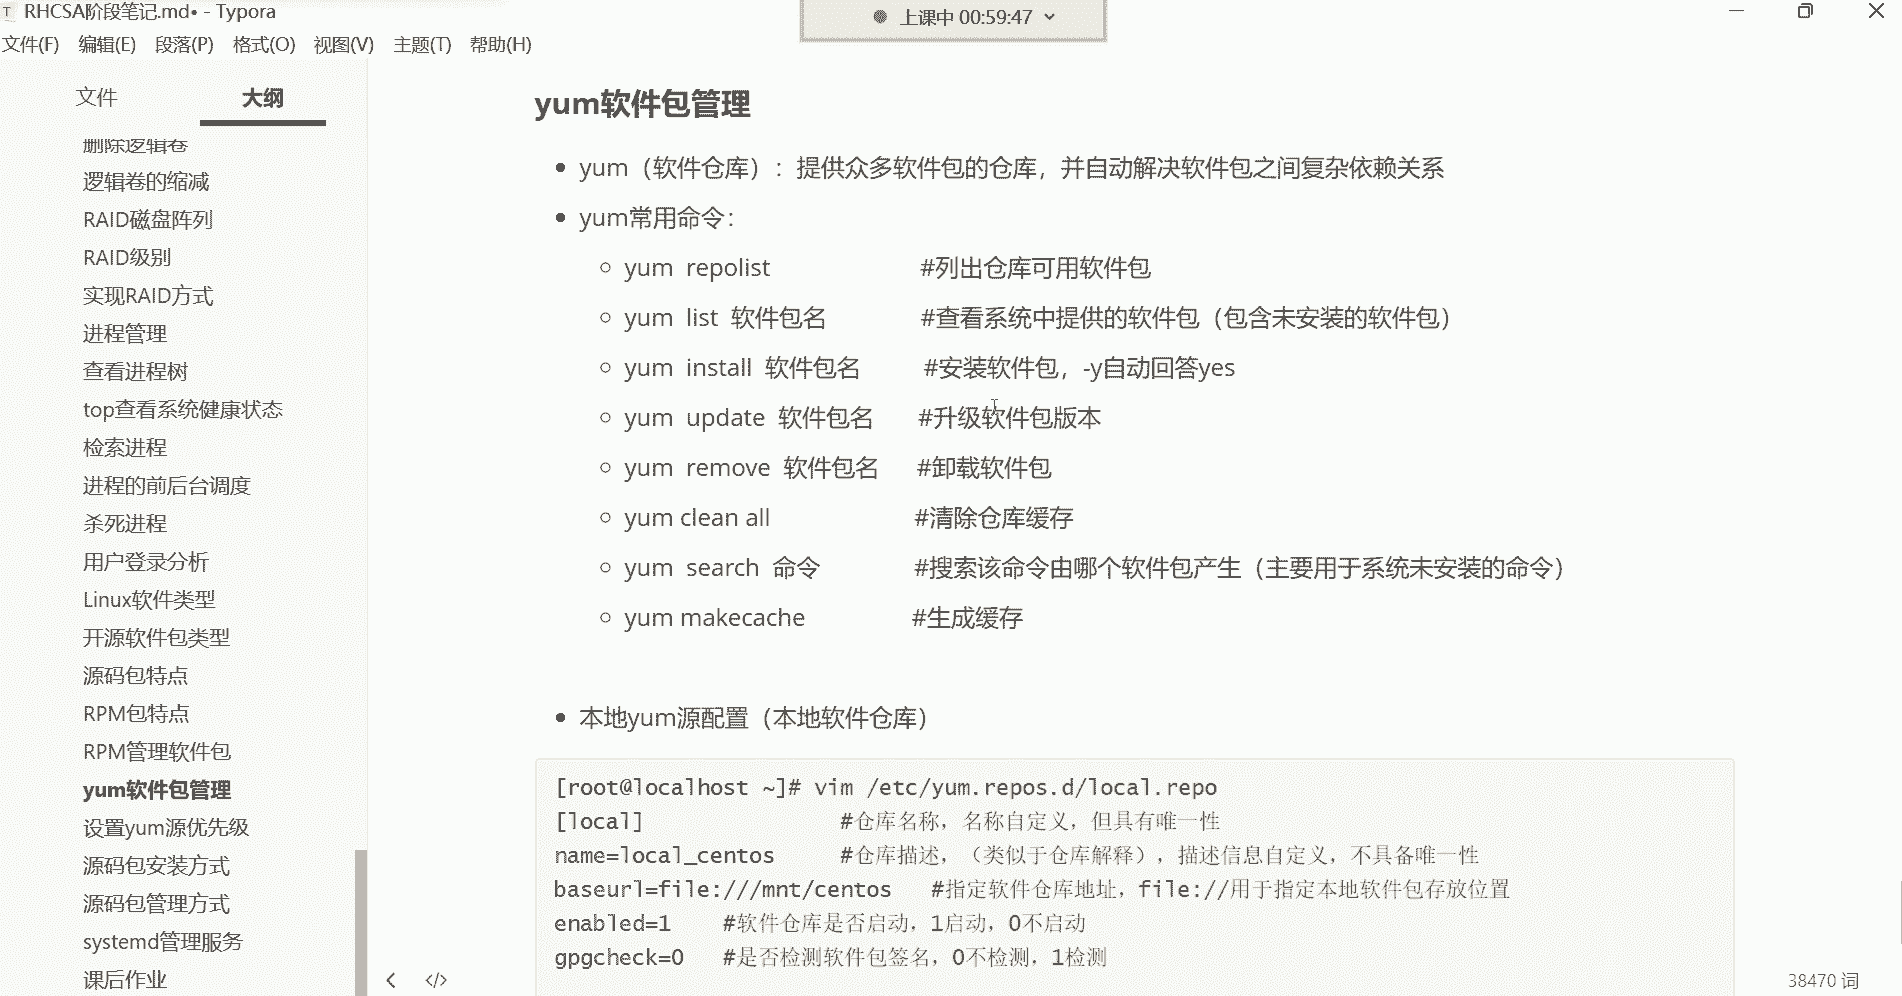 RHCSA阶段笔记.md• - Typora
上课中 00:59:47
文件(F) 编辑(E) 段落(P) 格式(O) 视图(V) 主题(T) 帮助(H)
文件 大纲
删除逻辑卷
逻辑卷的缩减
RAID磁盘阵列
RAID级别
实现RAID方式
进程管理
查看进程树
top查看系统健康状态
检索进程
进程的前后台调度
杀死进程
用户登录分析
Linux软件类型
开源软件包类型
源码包特点
RPM包特点
RPM管理软件包
yum软件包管理
设置yum源优先级
源码包安装方式
源码包管理方式
systemd管理服务
课后作业
yum软件包管理
yum（软件仓库）：提供众多软件包的仓库，并自动解决软件包之间复杂依赖关系
yum常用命令：
yum repolist #列出仓库可用软件包
yum list 软件包名 #查看系统中提供的软件包（包含未安装的软件包）
yum install 软件包名 #安装软件包，-y自动回答yes
yum update 软件包名 #升级软件包版本
yum remove 软件包名 #卸载软件包
yum clean all #清除仓库缓存
yum search 命令 #搜索该命令由哪个软件包产生（主要用于系统未安装的命令）
yum makecache #生成缓存
本地yum源配置（本地软件仓库）
[root@localhost ~]# vim /etc/yum.repos.d/local.repo
[local] #仓库名称，名称自定义，但具有唯一性
name=local_centos #仓库描述，（类似于仓库解释），描述信息自定义，不具备唯一性
baseurl=file:///mnt/centos #指定软件仓库地址，file://用于指定本地软件包存放位置
enabled=1 #软件仓库是否启动，1启动，0不启动
gpgcheck=0 #是否检测软件包签名，0不检测，1检测
38470 词